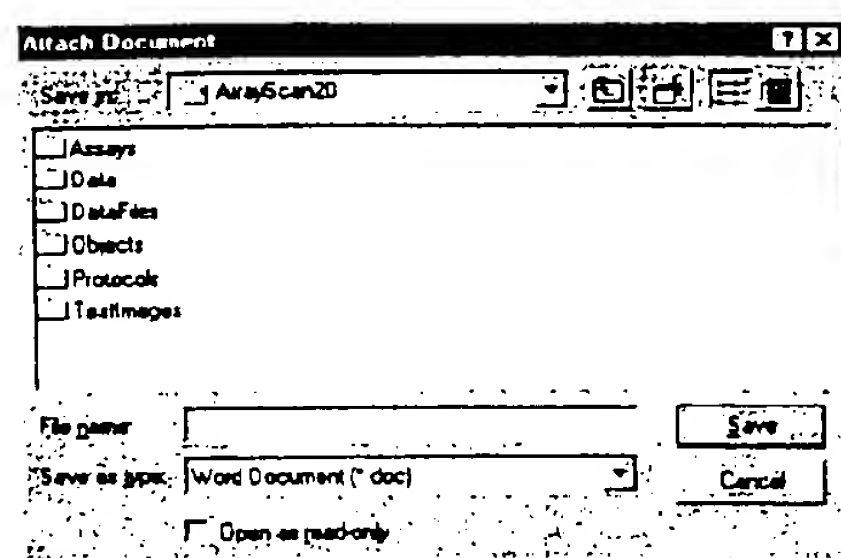 Attach Document
Save in: ArrayScan20
Assays
Data
DataFiles
Objects
Protocols
TestImages
File name:
Save
Save as type: Word Document (*.doc)
Cancel
Open as read-only